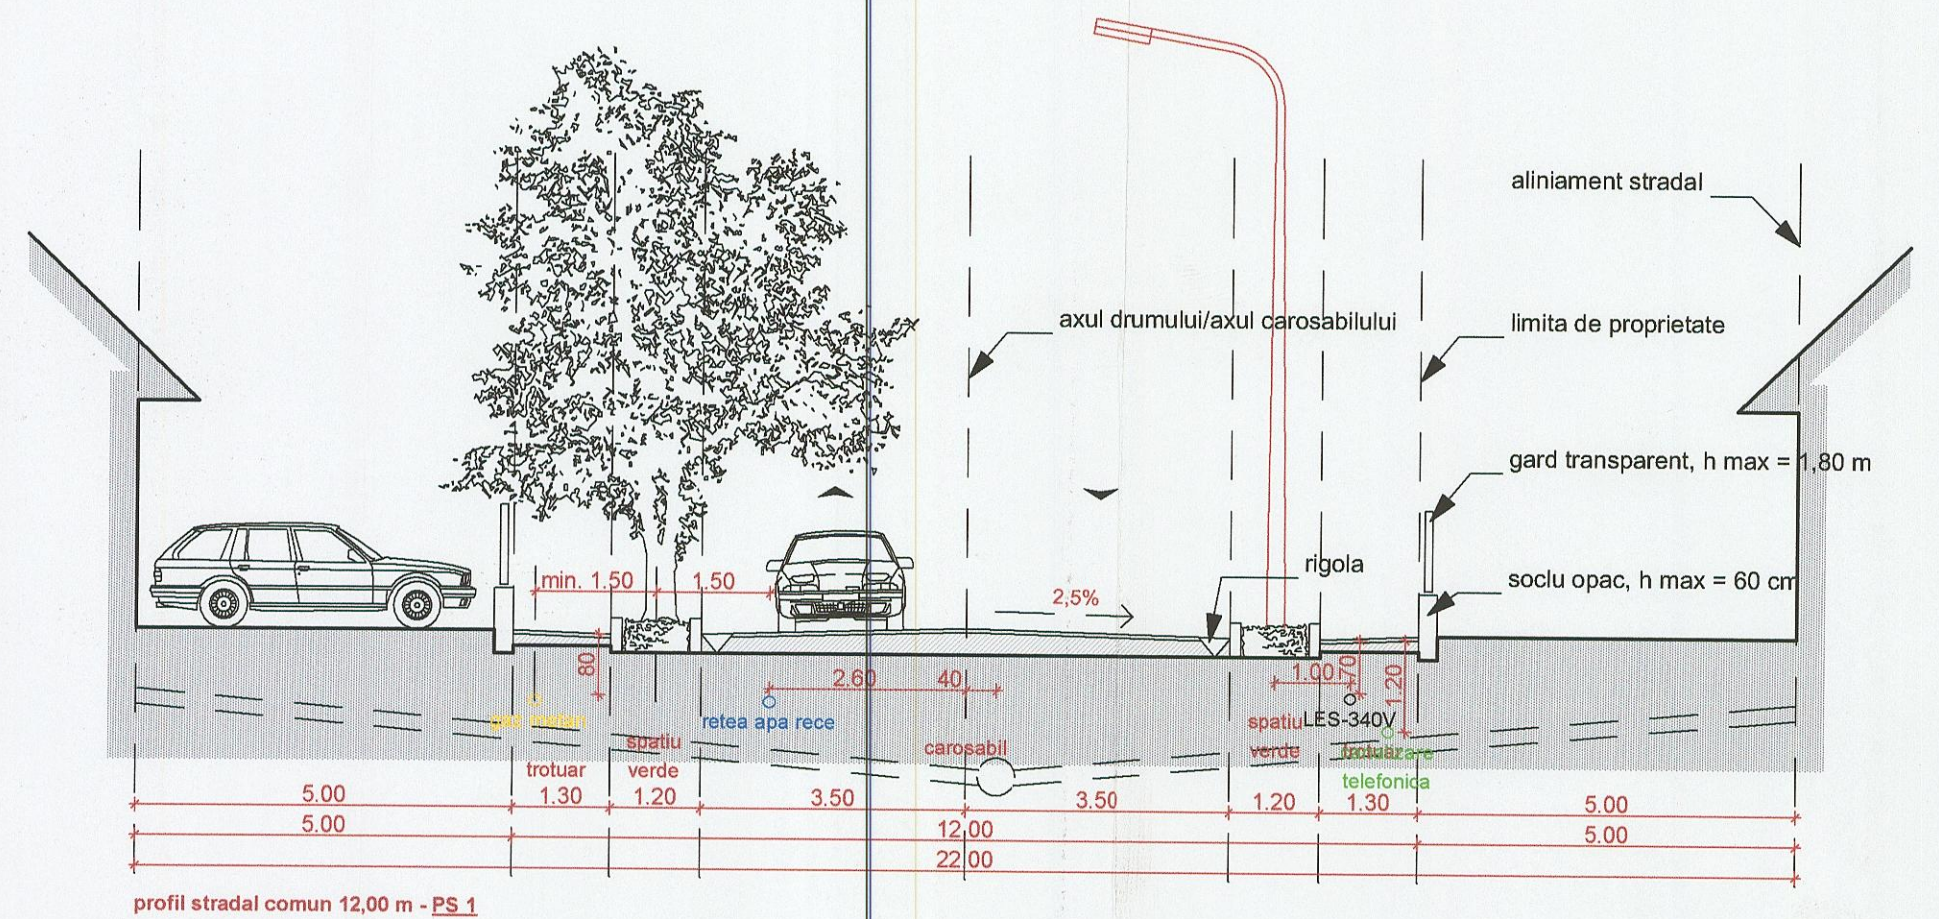 aliniament stradal
axul drumului/axul carosabilului
limita de proprietate
gard transparent, h max = 1,80 m
rigola
soclu opac, h max = 60 cm
min. 1.50
1.50
2,5%
80
2.60
40
1.00
70
1.20
gaz metan
retea apa rece
LES-340V
spatiu
verde
carosabil
spatiu
verde
trotuar
trotuar
telefonica
5.00
1.30
1.20
3.50
3.50
1.20
1.30
5.00
5.00
12.00
5.00
22.00
profil stradal comun 12,00 m - PS 1